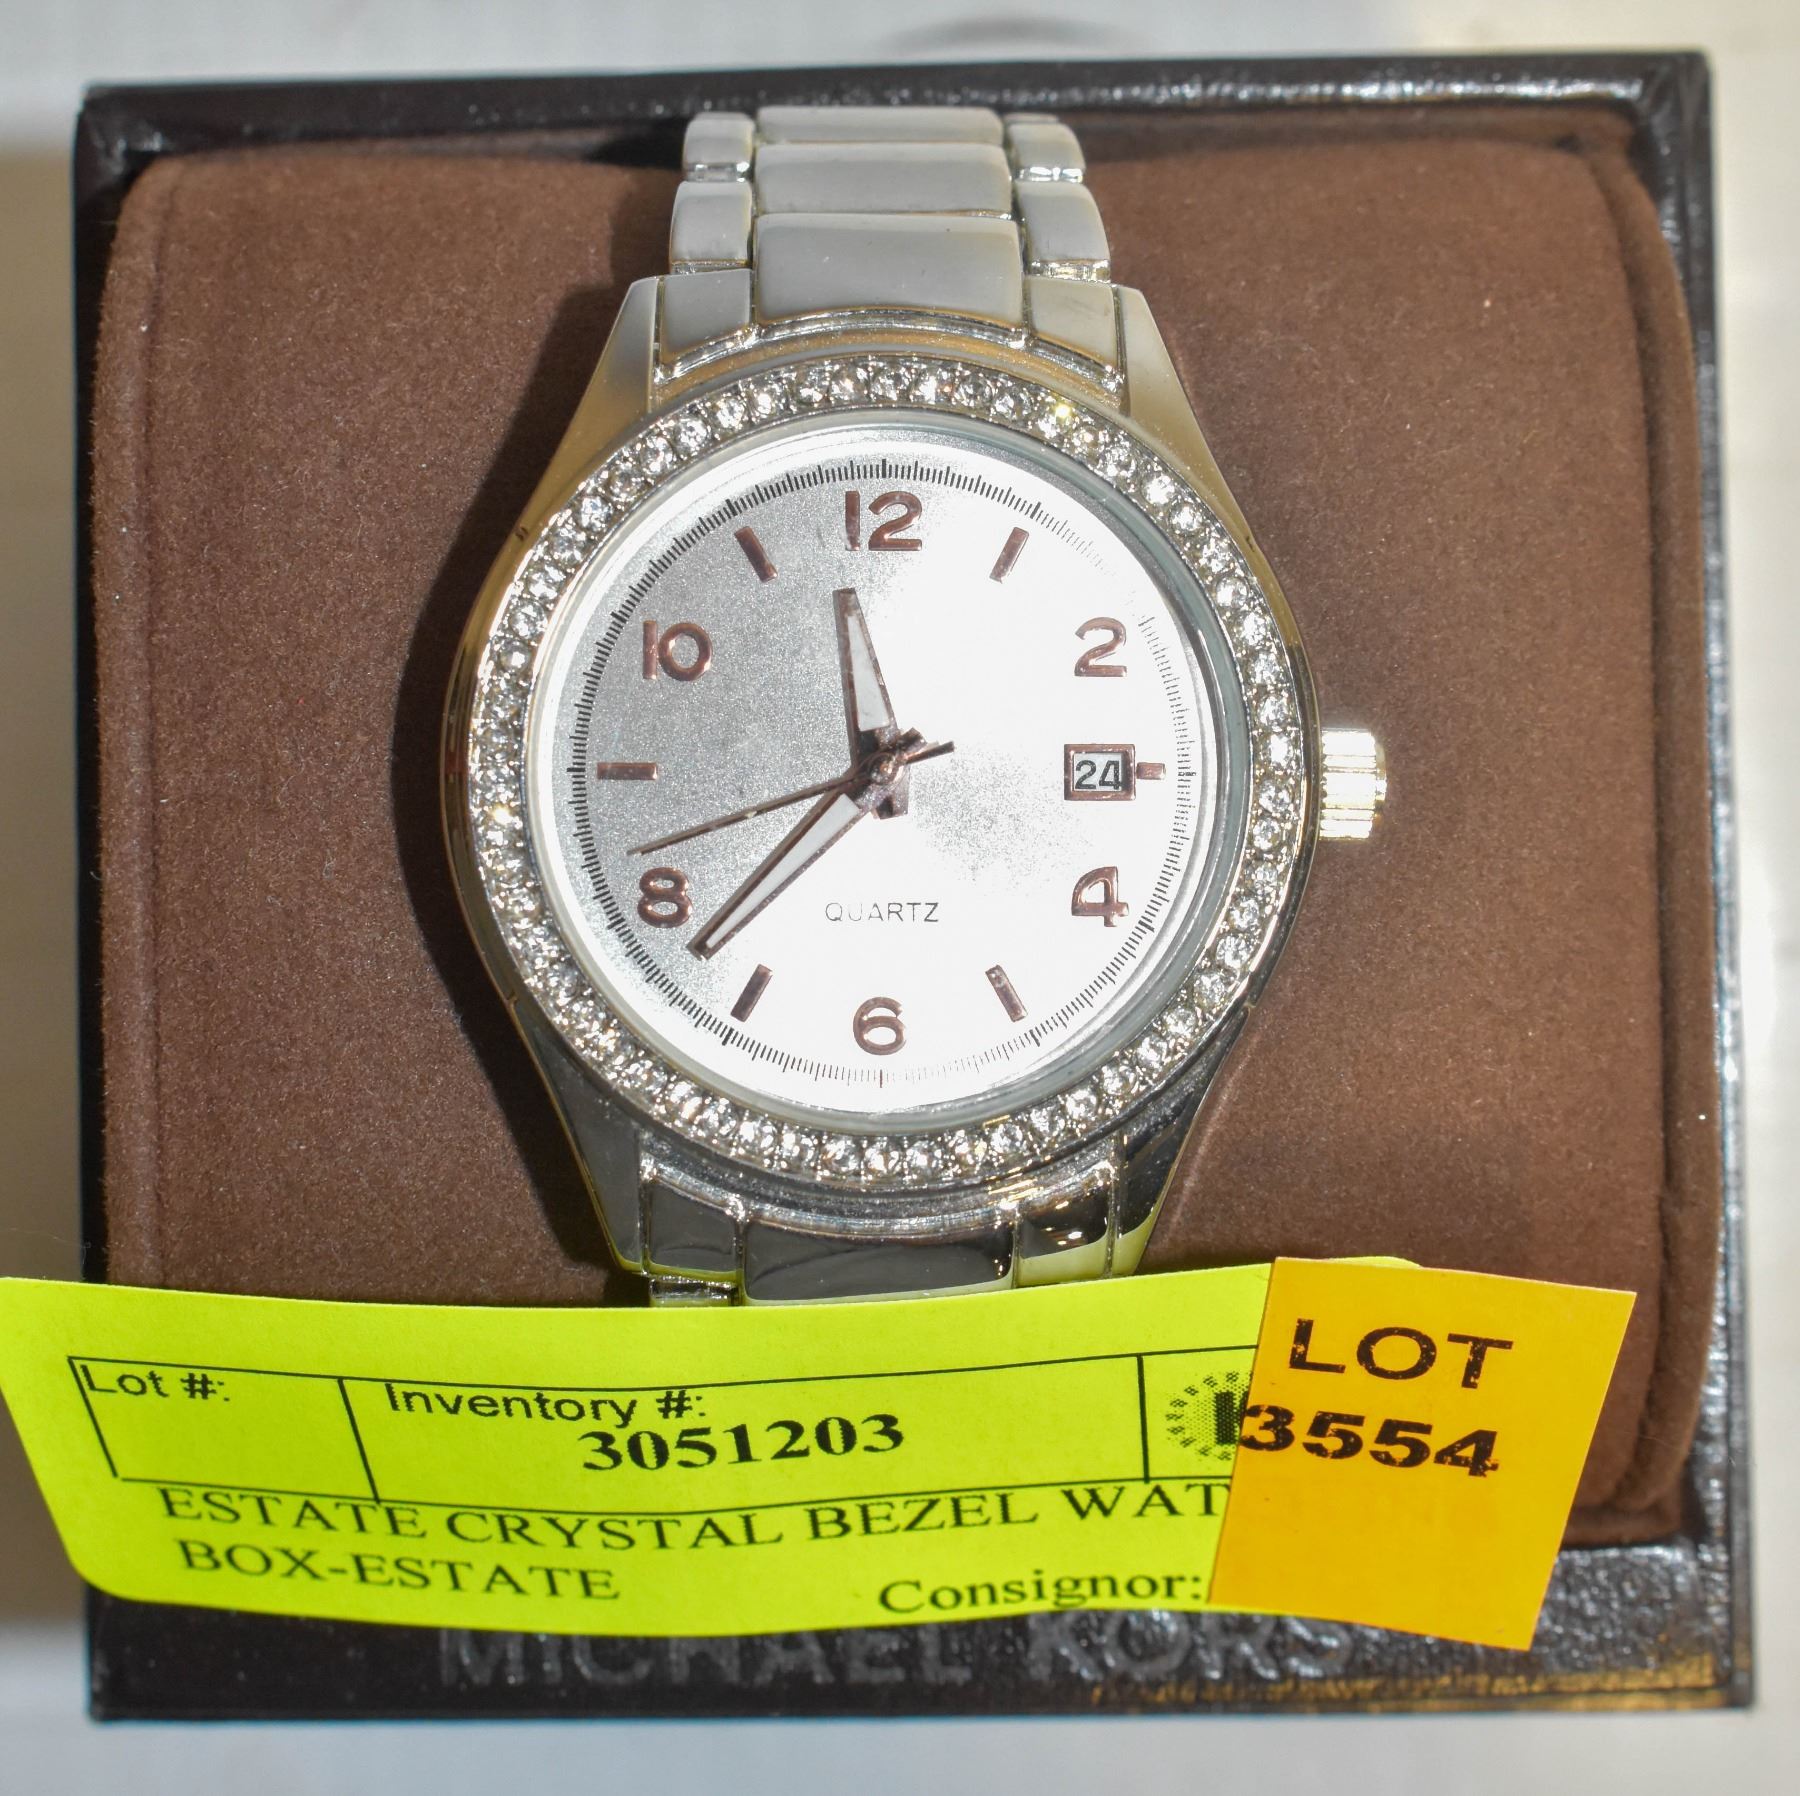 12
10
2
24
8
4
QUARTZ
6
Lot #:
Inventory #:
3051203
LOT
3554
ESTATE CRYSTAL BEZEL
BOX-ESTATE
Consignor:
MICHAEL KORS